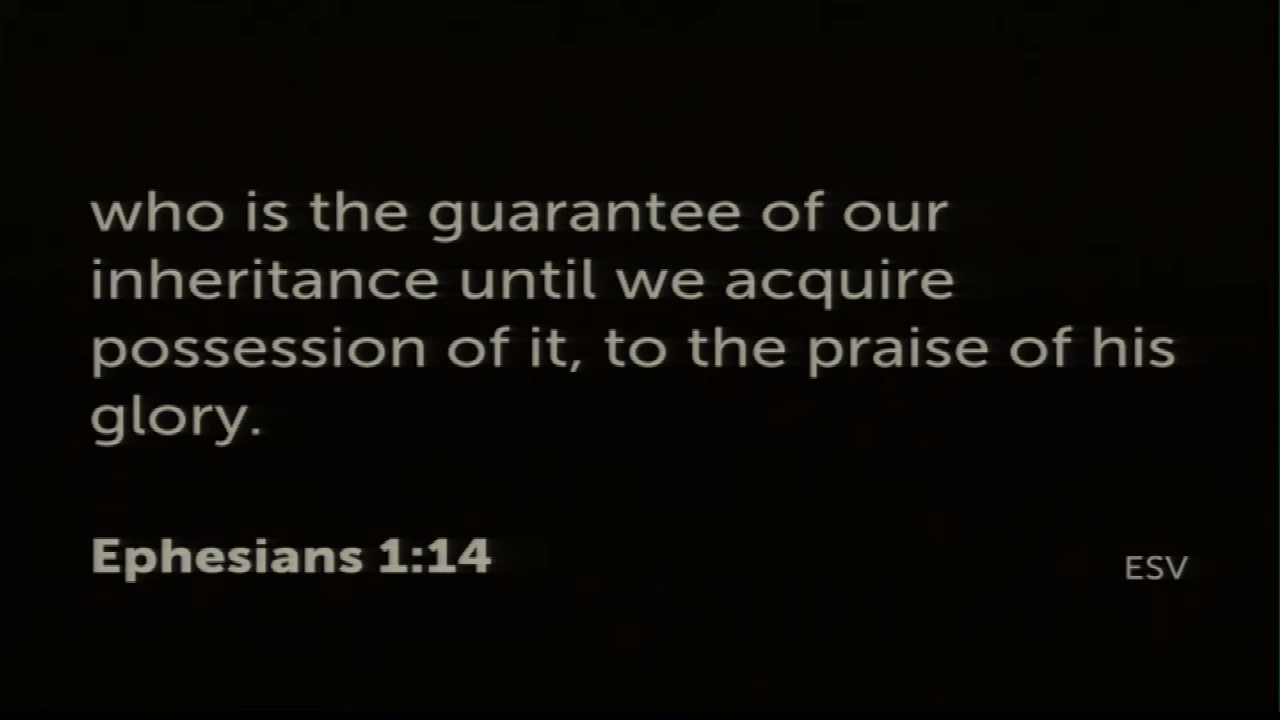 who is the guarantee of our
inheritance until we acquire
possession of it, to the praise of his
glory.
Ephesians 1:14
ESV